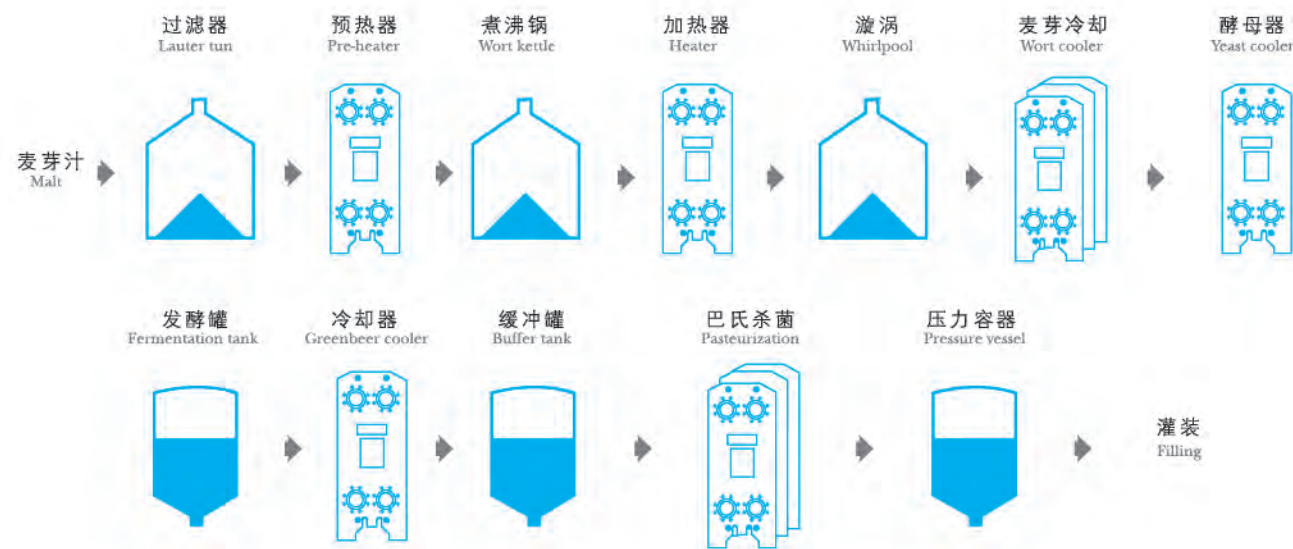 过滤器
Lauter tun
预热器
Pre-heater
煮沸锅
Wort kettle
加热器
Heater
漩涡
Whirlpool
麦芽冷却
Wort cooler
酵母器
Yeast cooler
麦芽汁
Malt
发酵罐
Fermentation tank
冷却器
Greenbeer cooler
缓冲罐
Buffer tank
巴氏杀菌
Pasteurization
压力容器
Pressure vessel
灌装
Filling